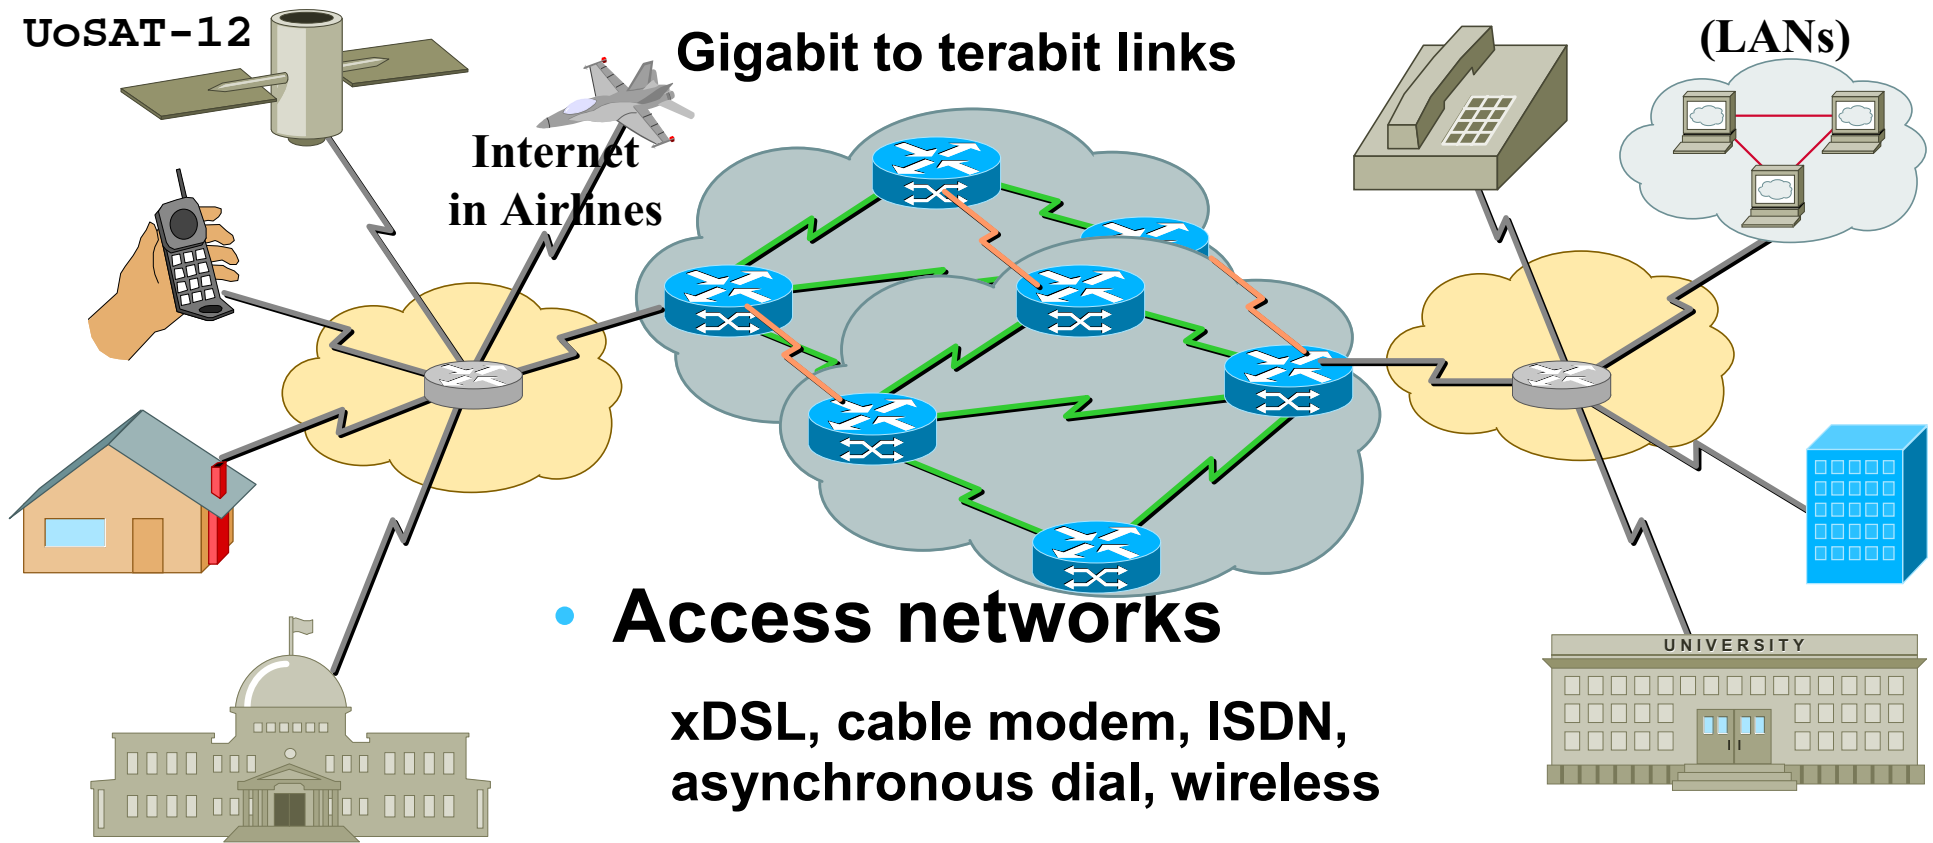 UoSAT-12
Gigabit to terabit links
(LANs)
Internet
in Airlines
• Access networks
UNIVERSITY
xDSL, cable modem, ISDN,
asynchronous dial, wireless